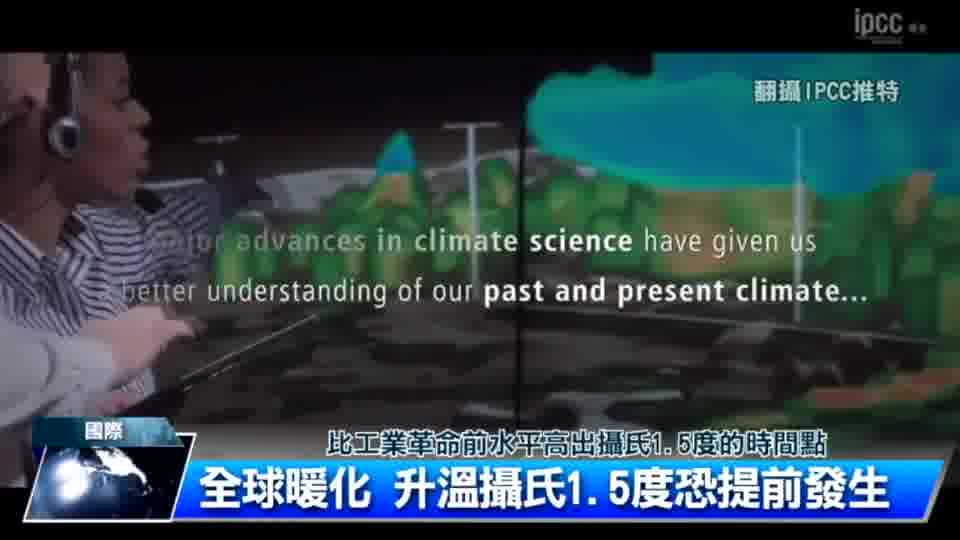 ipcc
翻攝IPCC推特
major advances in climate science have given us
better understanding of our past and present climate...
國際
比工業革命前水平高出攝氏1.5度的時間點
全球暖化 升溫攝氏1.5度恐提前發生